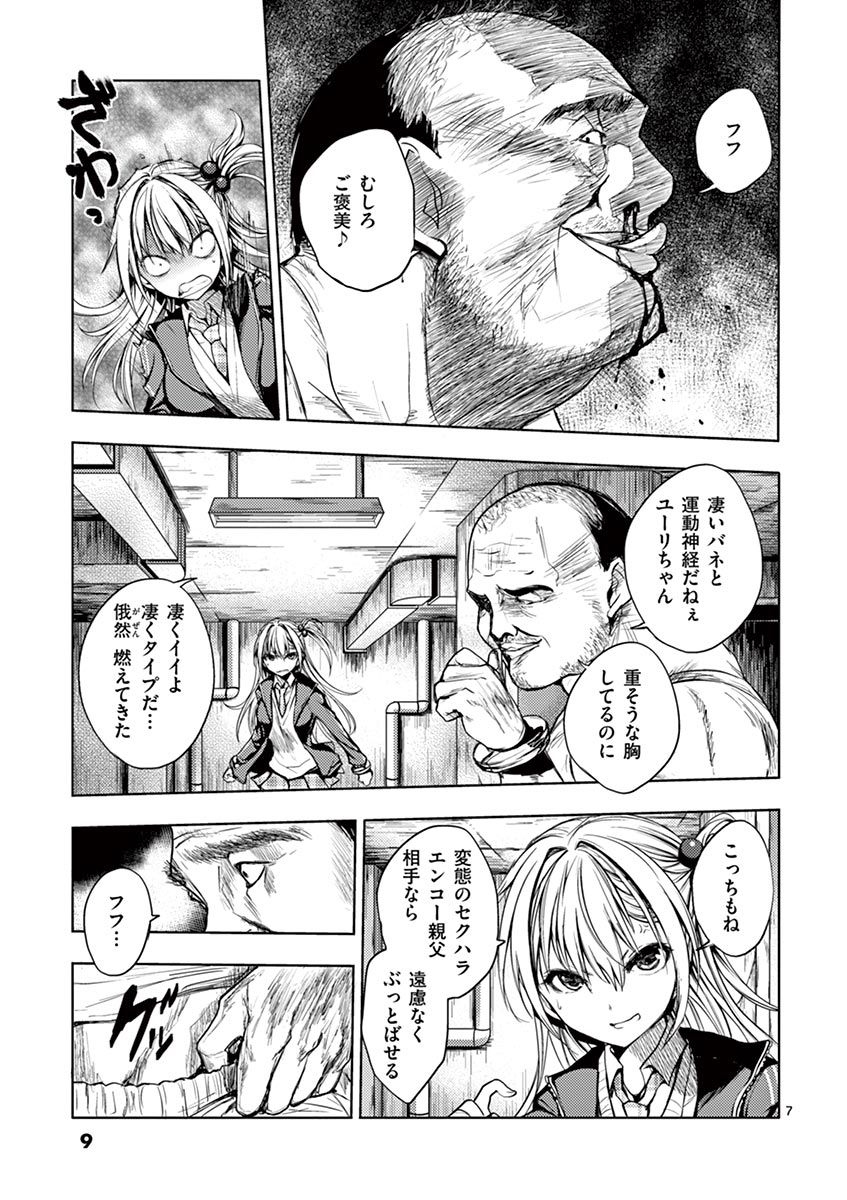 フフ
むしろ
ご褒美♪
ぎゃわっ
凄いバネと
運動神経だねぇ
ユーリちゃん
重そうな胸
してるのに
凄くイイよ
凄くタイプだ…
俄然 燃えてきた
がぜん
こっちもね
変態のセクハラ
エンコー親父
相手なら
遠慮なく
ぶっとばせる
フフ…
グッ
7
9